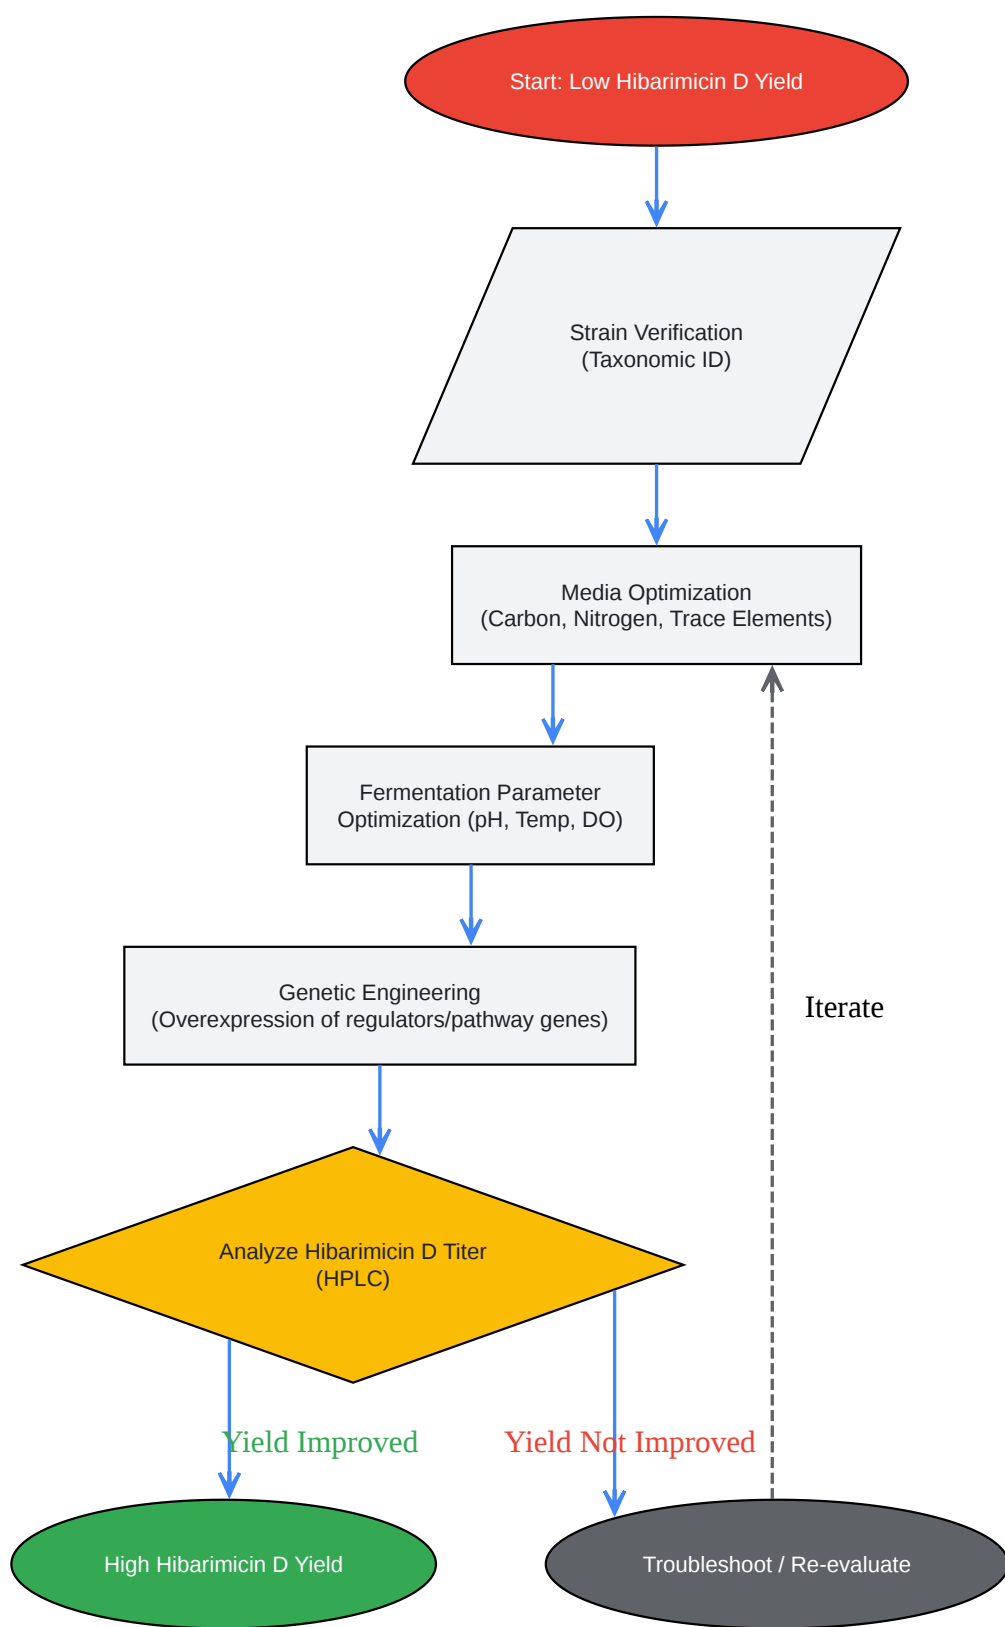 Start: Low Hibarimicin D Yield
Strain Verification
(Taxonomic ID)
Media Optimization
(Carbon, Nitrogen, Trace Elements)
Fermentation Parameter
Optimization (pH, Temp, DO)
Genetic Engineering
(Overexpression of regulators/pathway genes)
Iterate
Analyze Hibarimicin D Titer
(HPLC)
Yield Improved
Yield Not Improved
High Hibarimicin D Yield
Troubleshoot / Re-evaluate